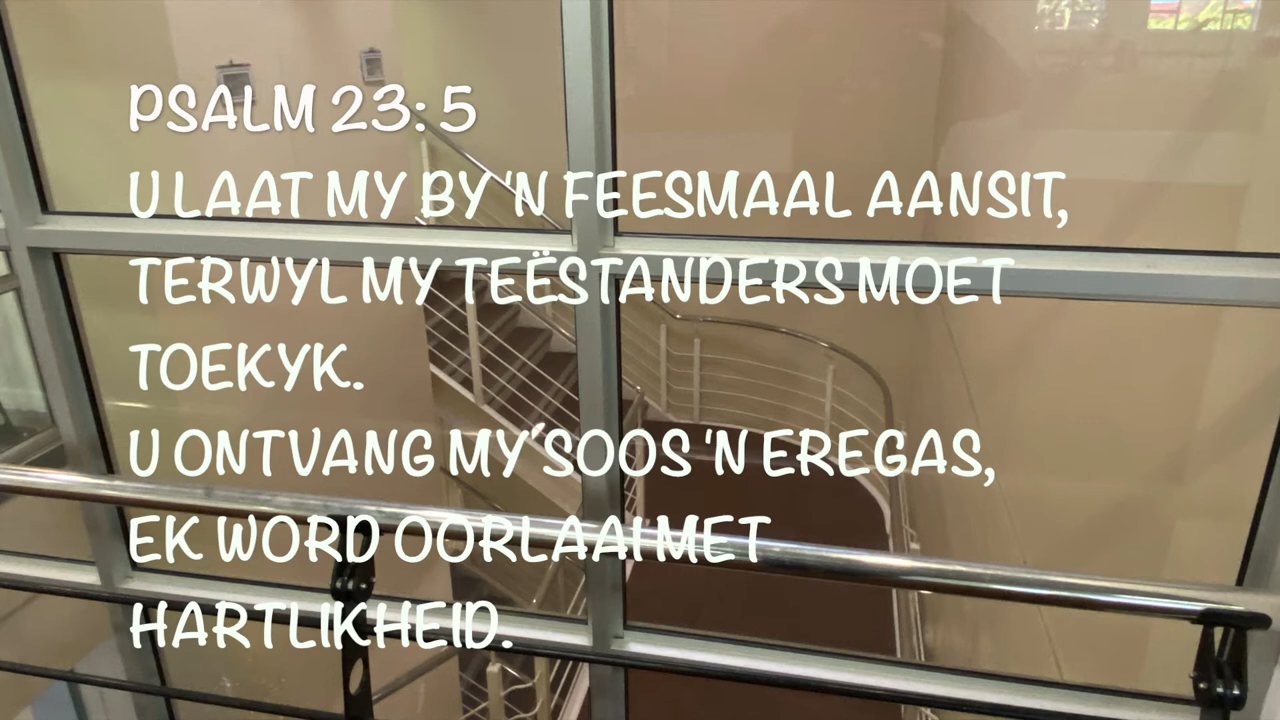 PSALM 23: 5
U LAAT MY BY 'N FEESMAAL AANSIT,
TERWYL MY TEËSTANDERS MOET
TOEKYK.
U ONTVANG MY SOOS 'N EREGAS,
EK WORD OORLAAI MET
HARTLIKHEID.